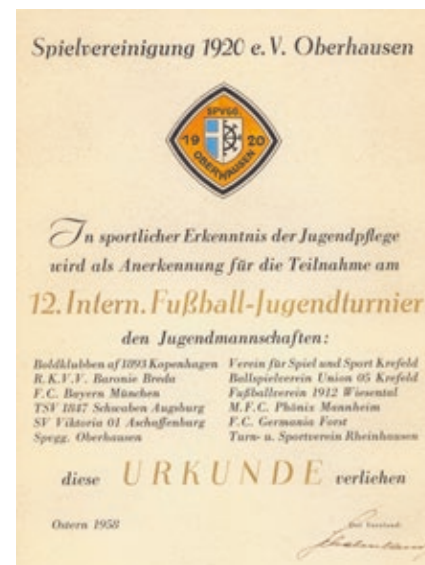 Spielvereinigung 1920 e.V. Oberhausen
SPVGG.
19 20
OBERHAUSEN
In sportlicher Erkenntnis der Jugendpflege
wird als Anerkennung für die Teilnahme am
12. Intern. Fußball-Jugendturnier
den Jugendmannschaften:
Boldklubben af 1893 Kopenhagen
R. K. V. V. Baronie Breda
F. C. Bayern München
TSV 1847 Schwaben Augsburg
SV Viktoria 01 Aschaffenburg
Spvgg. Oberhausen
Verein für Spiel und Sport Krefeld
Ballspielverein Union 05 Krefeld
Fußballverein 1912 Wiesental
M. F. C. Phönix Mannheim
F. C. Germania Forst
Turn- u. Sportverein Rheinhausen
diese URKUNDE verliehen
Ostern 1958
Der Vorstand: